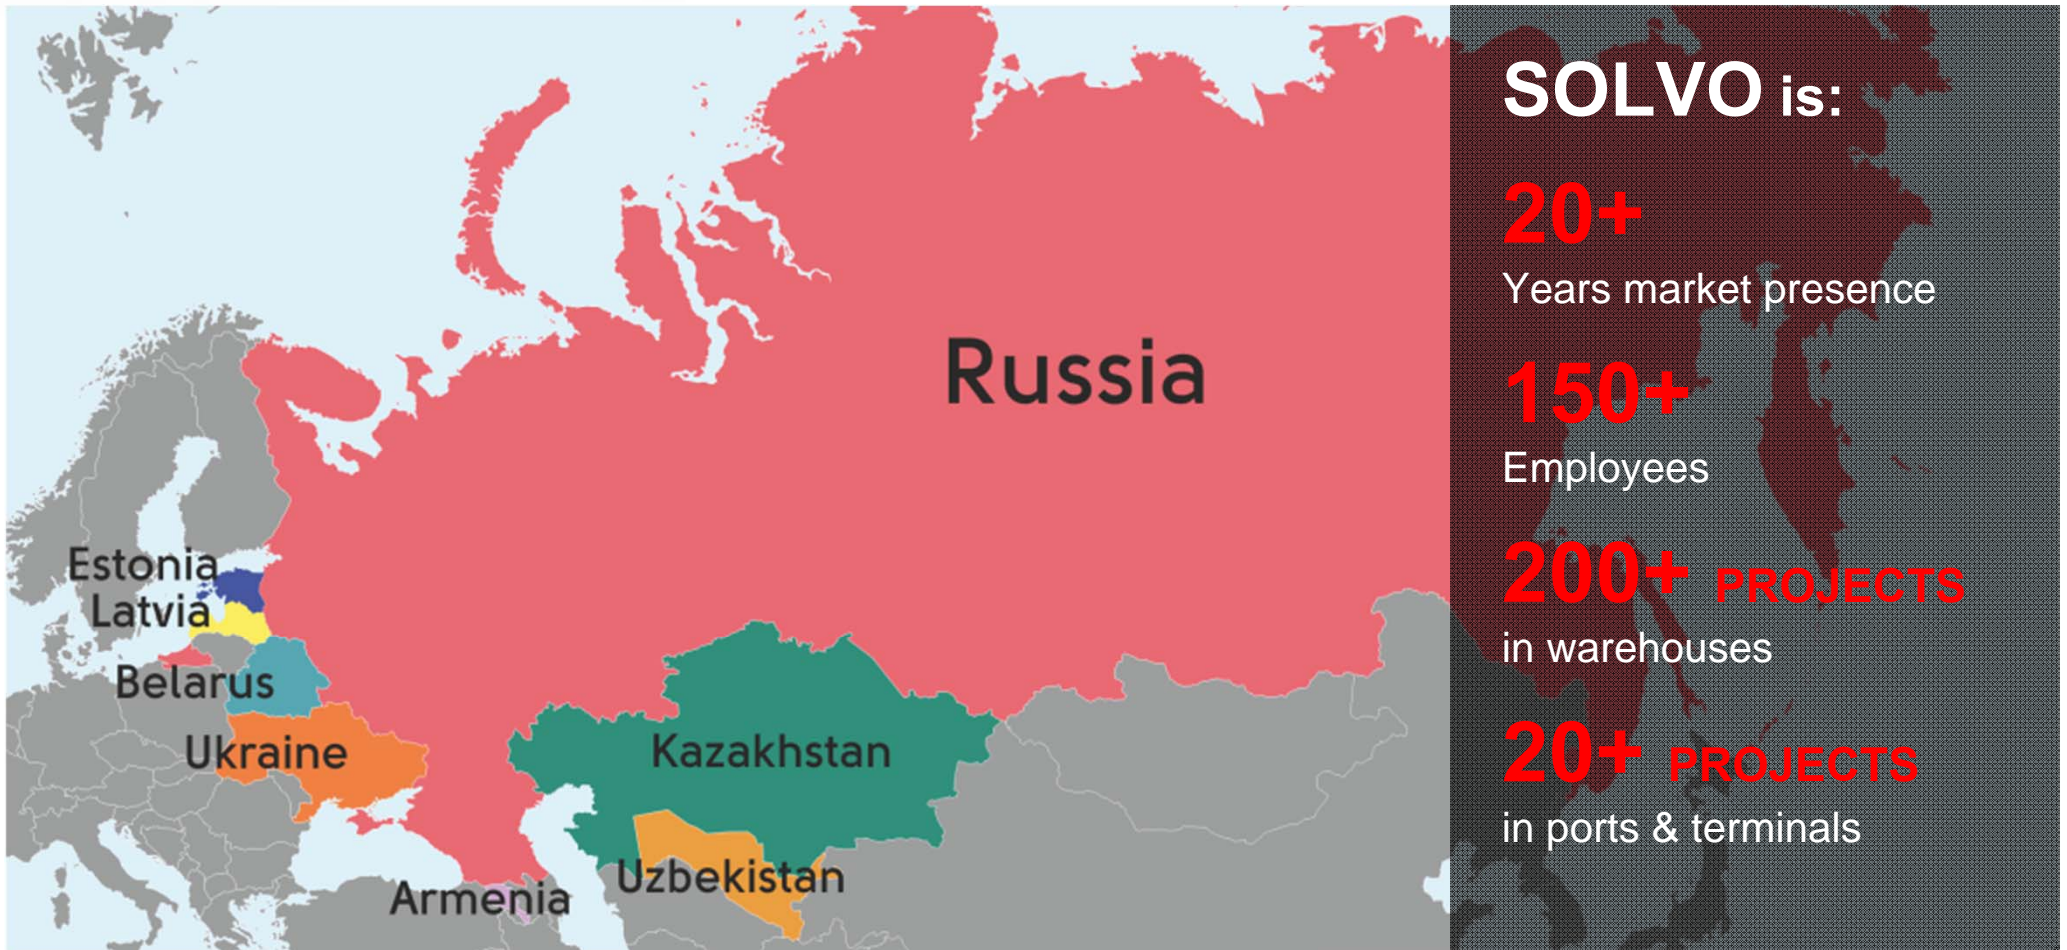 Russia
Estonia
Latvia
Belarus
Ukraine
Kazakhstan
Uzbekistan
Armenia
SOLVO is:
20+
Years market presence
150+
Employees
200+ PROJECTS
in warehouses
20+ PROJECTS
in ports & terminals